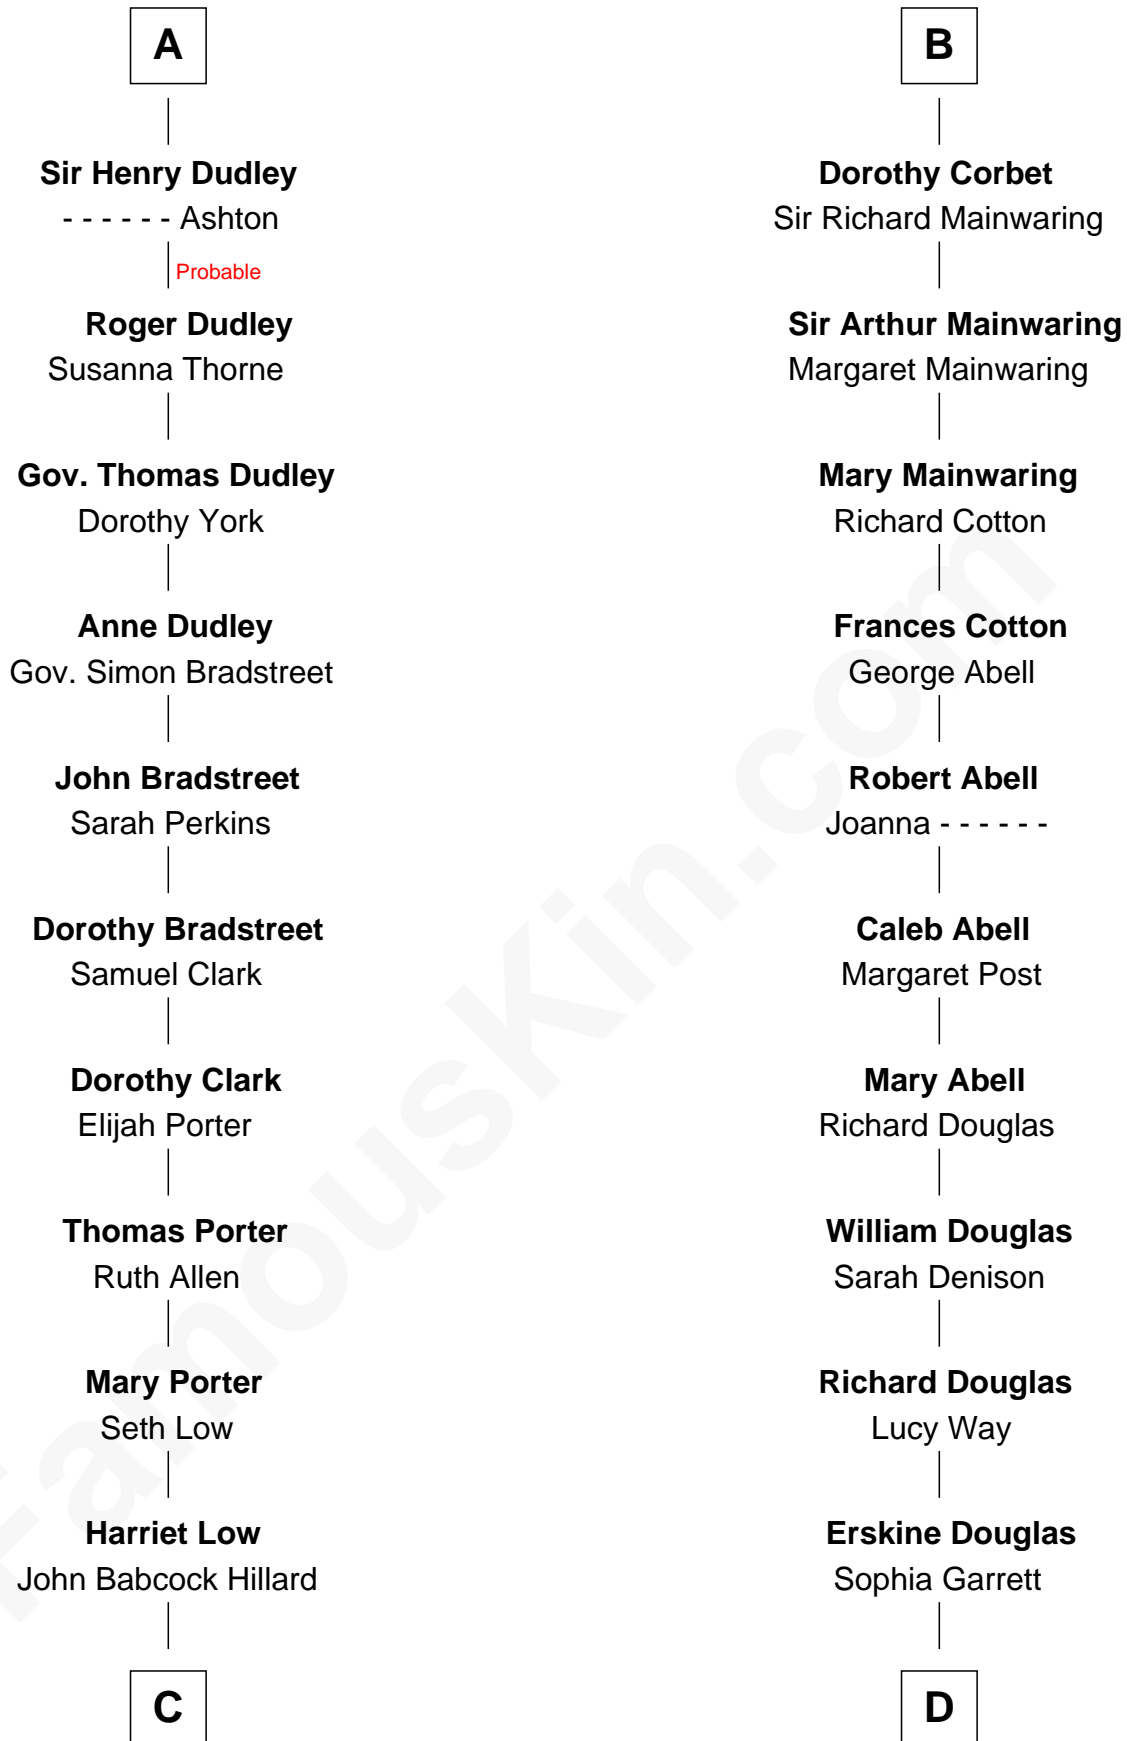 A
Sir Henry Dudley
- - - - - - Ashton
Probable
Roger Dudley
Susanna Thorne
Gov. Thomas Dudley
Dorothy York
Anne Dudley
Gov. Simon Bradstreet
John Bradstreet
Sarah Perkins
Dorothy Bradstreet
Samuel Clark
Dorothy Clark
Elijah Porter
Thomas Porter
Ruth Allen
Mary Porter
Seth Low
Harriet Low
John Babcock Hillard
C
B
Dorothy Corbet
Sir Richard Mainwaring
Sir Arthur Mainwaring
Margaret Mainwaring
Mary Mainwaring
Richard Cotton
Frances Cotton
George Abell
Robert Abell
Joanna - - - - - -
Caleb Abell
Margaret Post
Mary Abell
Richard Douglas
William Douglas
Sarah Denison
Richard Douglas
Lucy Way
Erskine Douglas
Sophia Garrett
D
FamousKin.com